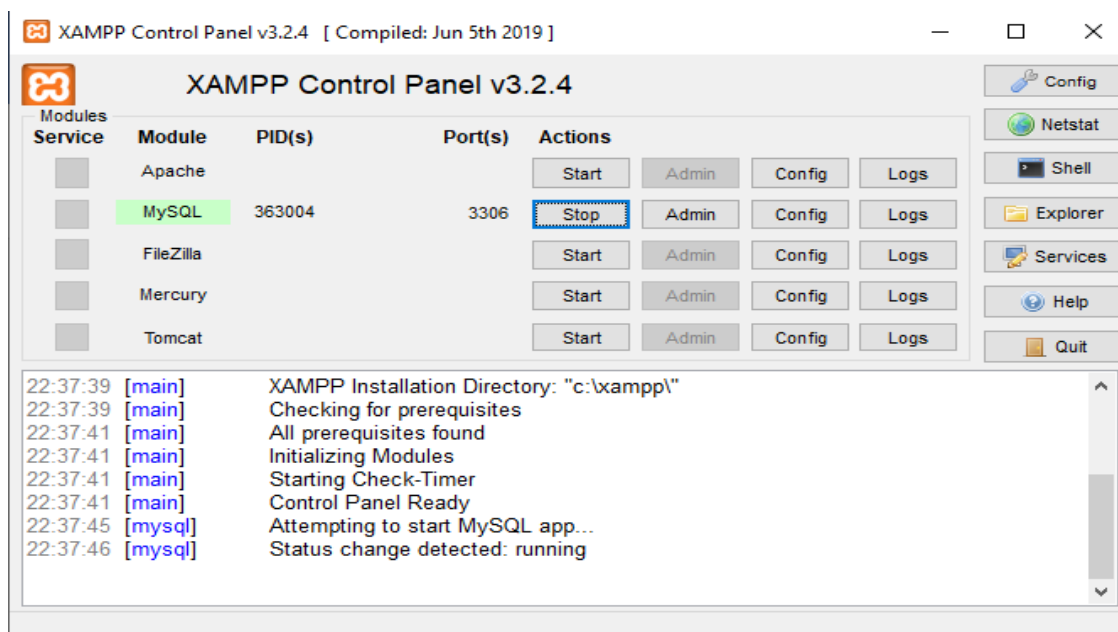 XAMPP Control Panel v3.2.4 [ Compiled: Jun 5th 2019 ]
XAMPP Control Panel v3.2.4
Config
Modules
Service Module PID(s) Port(s) Actions
Netstat
Apache Start Admin Config Logs
Shell
MySQL 363004 3306 Stop Admin Config Logs
Explorer
FileZilla Start Admin Config Logs
Services
Mercury Start Admin Config Logs
Help
Tomcat Start Admin Config Logs
Quit
22:37:39 [main] XAMPP Installation Directory: "c:\xampp\"
22:37:39 [main] Checking for prerequisites
22:37:41 [main] All prerequisites found
22:37:41 [main] Initializing Modules
22:37:41 [main] Starting Check-Timer
22:37:41 [main] Control Panel Ready
22:37:45 [mysql] Attempting to start MySQL app...
22:37:46 [mysql] Status change detected: running